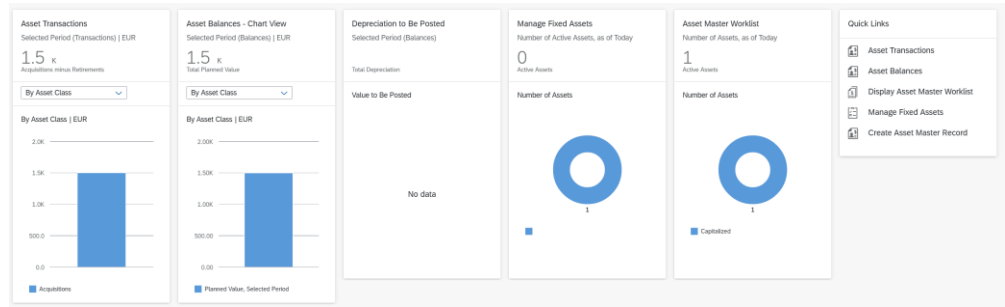 Asset Transactions
Selected Period (Transactions) | EUR
1.5 K
Acquisitions minus Retirements
By Asset Class
By Asset Class | EUR
2.0K
1.5K
1.0K
500.0
0.0
Acquisitions
Asset Balances - Chart View
Selected Period (Balances) | EUR
1.5 K
Total Planned Value
By Asset Class
By Asset Class | EUR
2.00K
1.50K
1.00K
500.00
0.00
Planned Value, Selected Period
Depreciation to Be Posted
Selected Period (Balances)
Total Depreciation
Value to Be Posted
No data
Manage Fixed Assets
Number of Active Assets, as of Today
0
Active Assets
Number of Assets
1
Asset Master Worklist
Number of Assets, as of Today
1
Active Assets
Number of Assets
1
Capitalized
Quick Links
Asset Transactions
Asset Balances
Display Asset Master Worklist
Manage Fixed Assets
Create Asset Master Record